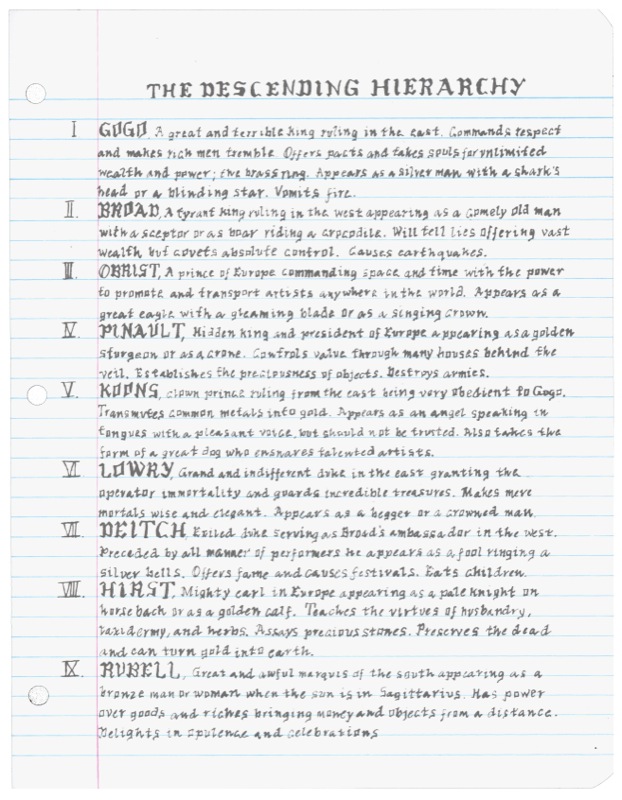 THE DESCENDING HIERARCHY
I GOGO, A great and terrible king ruling in the east. Commands respect
and makes rich men tremble. Offers pacts and takes souls for unlimited
wealth and power; the brass ring. Appears as a silver man with a shark's
head or a blinding star. Vomits fire.
II. BROAD, A tyrant king ruling in the west appearing as a comely old man
with a sceptor or as boar riding a crocodile. Will tell lies offering vast
wealth but covets absolute control. Causes earthquakes.
III. OBRIST, A prince of Europe commanding space and time with the power
to promote and transport artists anywhere in the world. Appears as a
great eagle with a gleaming blade or as a singing crown.
IV. PINAULT, Hidden king and president of Europe appearing as a golden
sturgeon or as a crone. Controls value through many houses behind the
veil. Establishes the preciousness of objects. Destroys armies.
V. KOONS, clown prince ruling from the east being very obedient to Gogo.
Transmutes common metals into gold. Appears as an angel speaking in
tongues with a pleasant voice, but should not be trusted. Also takes the
form of a great dog who ensnares talented artists.
VI LOWRY, Grand and indifferent duke in the east granting the
operator immortality and guards incredible treasures. Makes mere
mortals wise and elegant. Appears as a begger or a crowned man.
VII. DEITCH, Exiled duke serving as Broad's ambassador in the west.
Preceded by all manner of performers he appears as a fool ringing a
silver bells. Offers fame and causes festivals. Eats children.
VIII. HIRST, Mighty earl in Europe appearing as a pale knight on
horse back or as a golden calf. Teaches the virtues of husbandry,
taxidermy, and herbs. Assays precious stones. Preserves the dead
and can turn gold into earth.
IX. RUBELL, Great and awful marquis of the south appearing as a
bronze man or woman when the sun is in Sagittarius. Has power
over goods and riches bringing money and objects from a distance.
Delights in opulence and celebrations